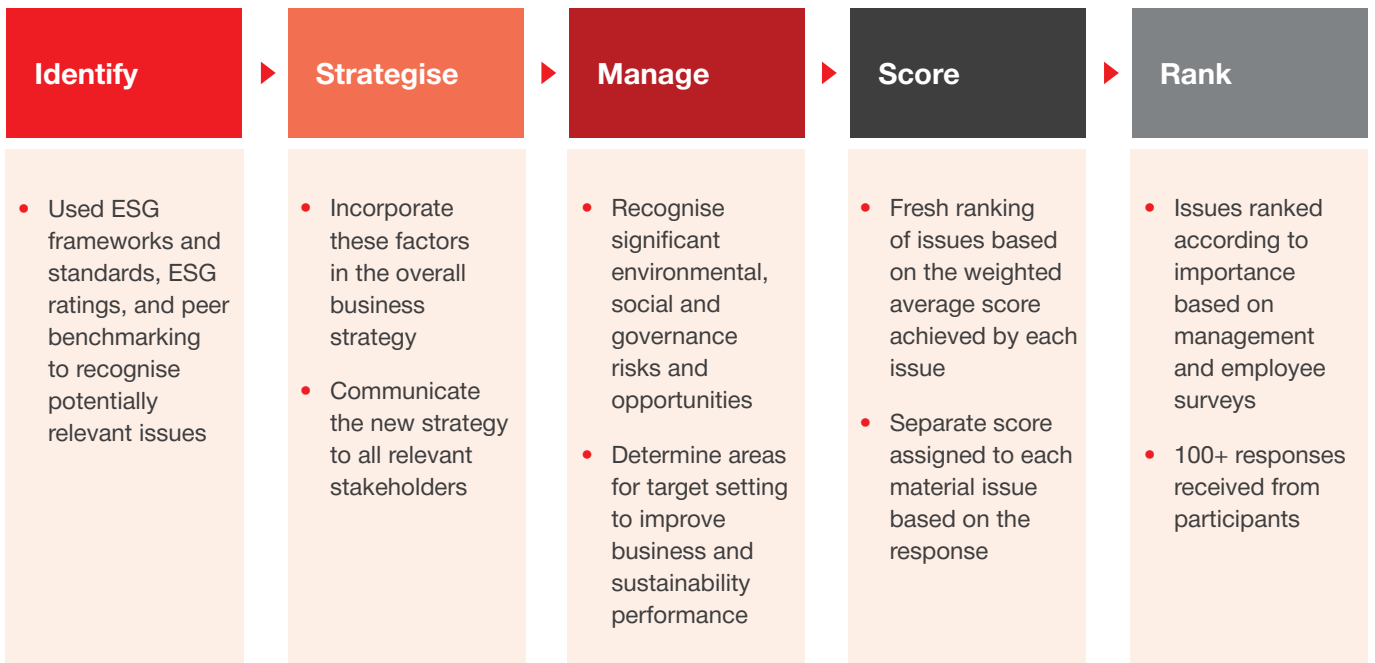 Identify
Used ESG
frameworks and
standards, ESG
ratings, and peer
benchmarking
to recognise
potentially
relevant issues
Strategise
Incorporate
these factors
in the overall
business
strategy
Communicate
the new strategy
to all relevant
stakeholders
Manage
Recognise
significant
environmental,
social and
governance
risks and
opportunities
Determine areas
for target setting
to improve
business and
sustainability
performance
Score
Fresh ranking
of issues based
on the weighted
average score
achieved by each
issue
Separate score
assigned to each
material issue
based on the
response
Rank
Issues ranked
according to
importance
based on
management
and employee
surveys
100+ responses
received from
participants